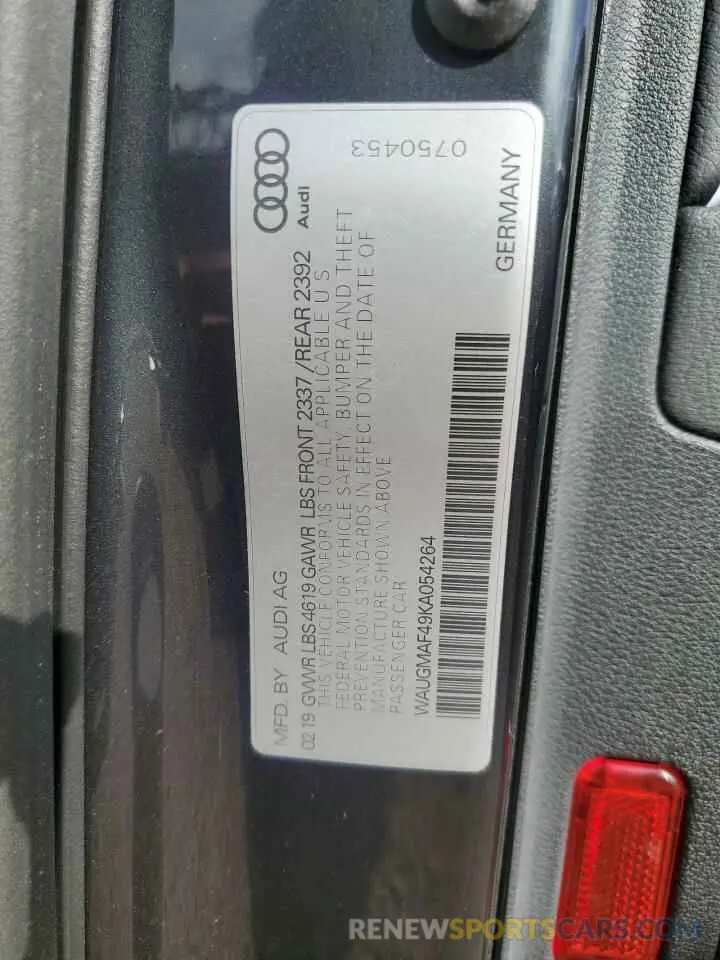 Audi
0750453
MFD. BY AUDI AG
02 19 GVWR LBS 4619 GAWR LBS FRONT 2337 / REAR 2392
THIS VEHICLE CONFORMS TO ALL APPLICABLE U S
FEDERAL MOTOR VEHICLE SAFETY, BUMPER AND THEFT
PREVENTION STANDARDS IN EFFECT ON THE DATE OF
MANUFACTURE SHOWN ABOVE
PASSENGER CAR
WAUGMAF49KA054264
GERMANY
RENEWSPORTSCARS.COM